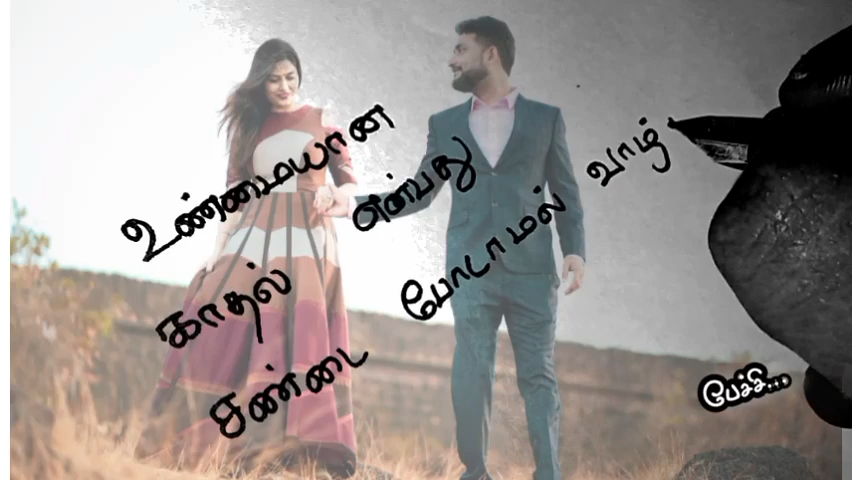 உண்மையான
காதல் என்பது
சண்டை போடாமல் வாழ்
பேச்சி...